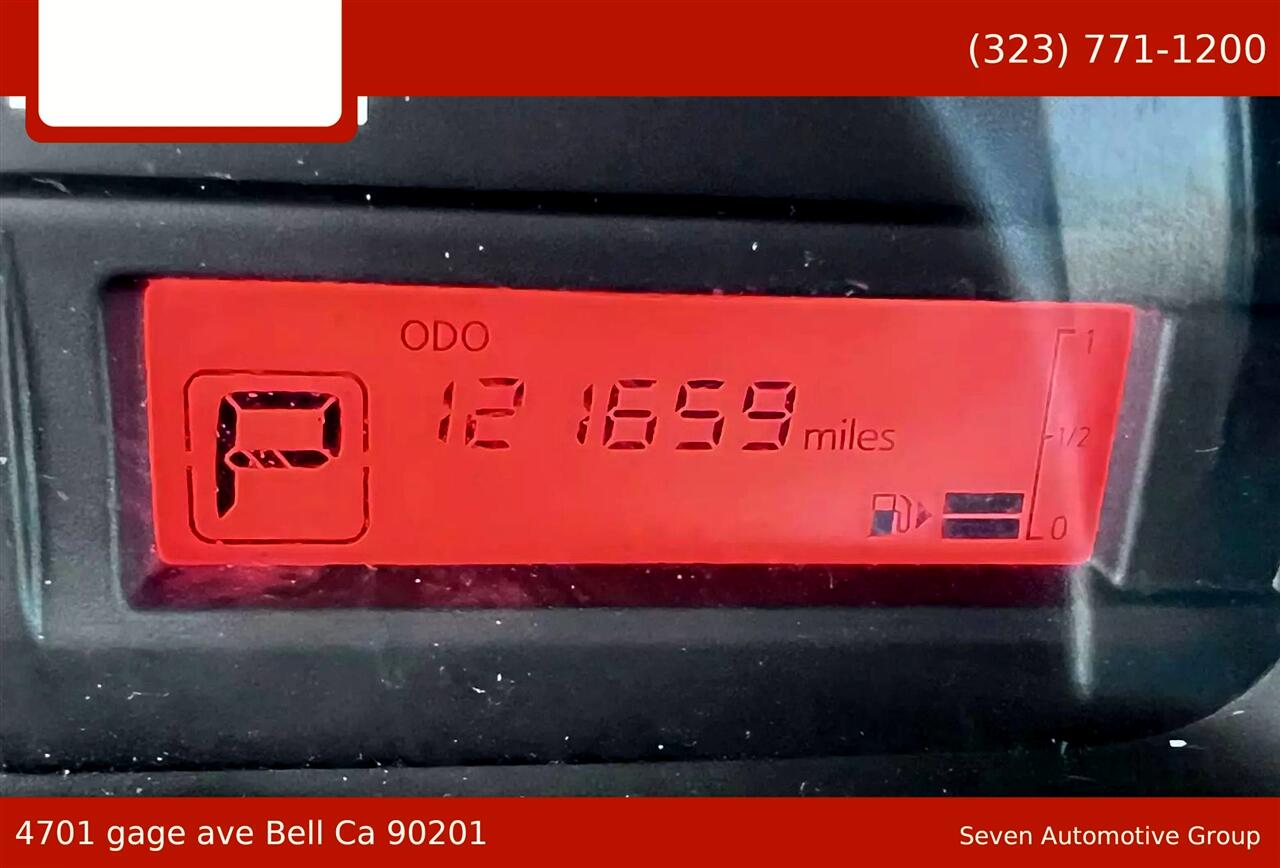 (323) 771-1200
ODO
1
P
121659 miles
1/2
0
4701 gage ave Bell Ca 90201
Seven Automotive Group